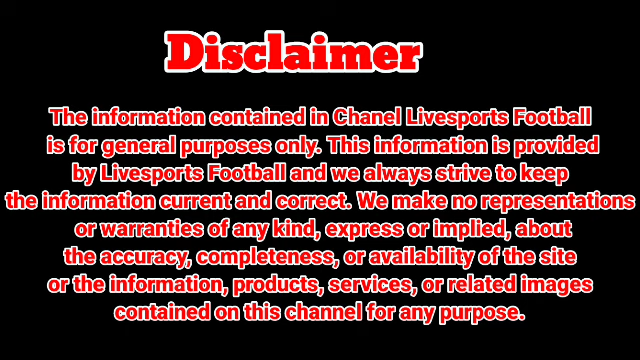 Disclaimer
The information contained in Chanel Livesports Football
is for general purposes only. This information is provided
by Livesports Football and we always strive to keep
the information current and correct. We make no representations
or warranties of any kind, express or implied, about
the accuracy, completeness, or availability of the site
or the information, products, services, or related images
contained on this channel for any purpose.